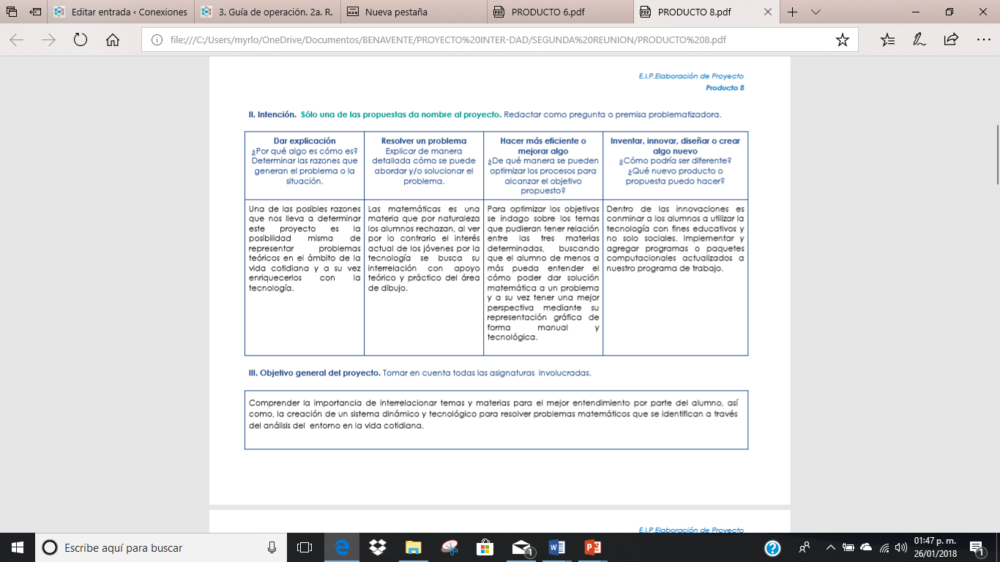 Editar entrada ‹ Conexiones
3. Guía de operación. 2a. R.
Nueva pestaña
PRODUCTO 6.pdf
PRODUCTO 8.pdf
file:///C:/Users/myrlo/OneDrive/Documentos/BENAVENTE/PROYECTO%20INTER-DAD/SEGUNDA%20REUNION/PRODUCTO%208.pdf
E.I.P.Elaboración de Proyecto
Producto 8
II. Intención. Sólo una de las propuestas da nombre al proyecto. Redactar como pregunta o premisa problematizadora.
Dar explicación
¿Por qué algo es cómo es?
Determinar las razones que
generan el problema o la
situación.
Resolver un problema
Explicar de manera
detallada cómo se puede
abordar y/o solucionar el
problema.
Hacer más eficiente o
mejorar algo
¿De qué manera se pueden
optimizar los procesos para
alcanzar el objetivo
propuesto?
Inventar, innovar, diseñar o crear
algo nuevo
¿Cómo podría ser diferente?
¿Qué nuevo producto o
propuesta puedo hacer?
Una de las posibles razones
que nos lleva a determinar
este proyecto es la
posibilidad misma de
representar problemas
teóricos en el ámbito de la
vida cotidiana y a su vez
enriquecerlos con la
tecnología.
Las matemáticas es una
materia que por naturaleza
los alumnos rechazan, al ver
por lo contrario el interés
actual de los jóvenes por la
tecnología se busca su
interrelación con apoyo
teórico y práctico del área
de dibujo.
Para optimizar los objetivos
se indago sobre los temas
que pudieran tener relación
entre las tres materias
determinadas, buscando
que el alumno de menos a
más pueda entender el
cómo poder dar solución
matemática a un problema
y a su vez tener una mejor
perspectiva mediante su
representación gráfica de
forma manual y
tecnológica.
Dentro de las innovaciones es
conminar a los alumnos a utilizar la
tecnología con fines educativos y
no solo sociales. Implementar y
agregar programas o paquetes
computacionales actualizados a
nuestro programa de trabajo.
III. Objetivo general del proyecto. Tomar en cuenta todas las asignaturas involucradas.
Comprender la importancia de interrelacionar temas y materias para el mejor entendimiento por parte del alumno, así
como, la creación de un sistema dinámico y tecnológico para resolver problemas matemáticos que se identifican a través
del análisis del entorno en la vida cotidiana.
E.I.P.Elaboración de Proyecto
Escribe aquí para buscar
1
01:47 p. m.
26/01/2018
1